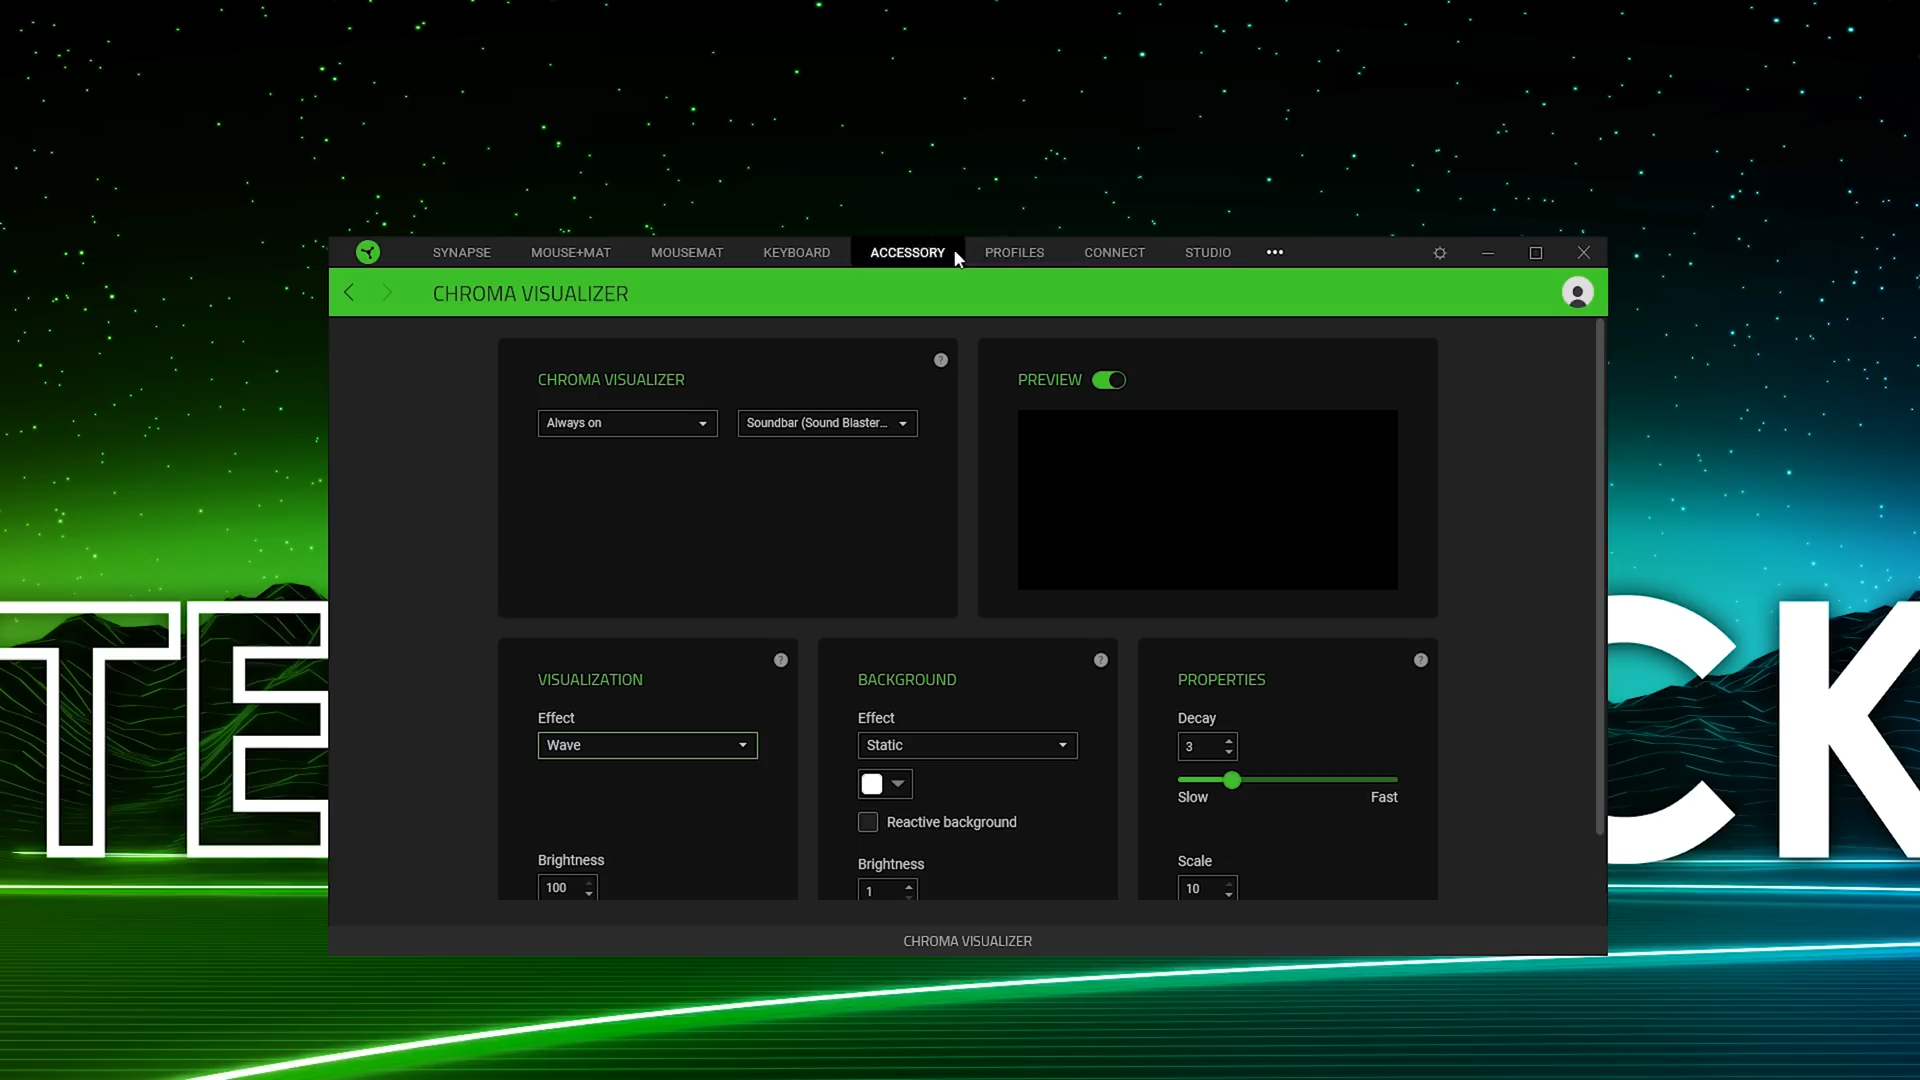 SYNAPSE MOUSE+MAT MOUSEMAT KEYBOARD ACCESSORY PROFILES CONNECT STUDIO •••
CHROMA VISUALIZER
CHROMA VISUALIZER
Always on
Soundbar (Sound Blaster...
PREVIEW
VISUALIZATION
Effect
Wave
Brightness
100
BACKGROUND
Effect
Static
Reactive background
Brightness
1
PROPERTIES
Decay
3
Slow Fast
Scale
10
CHROMA VISUALIZER
TE
CK